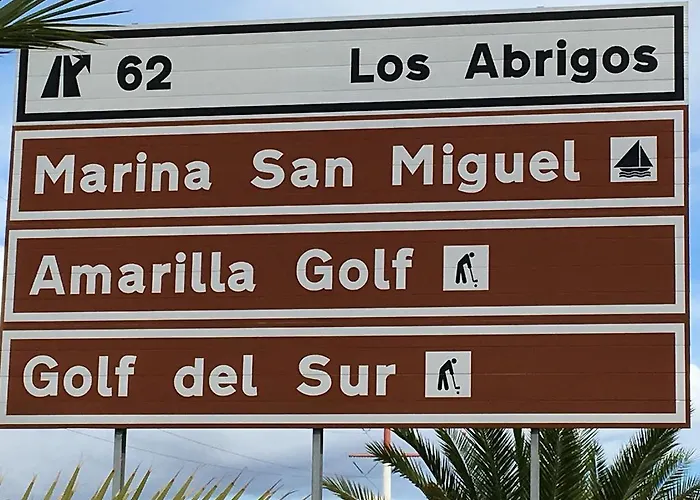 62 Los Abrigos
Marina San Miguel
Amarilla Golf
Golf del Sur